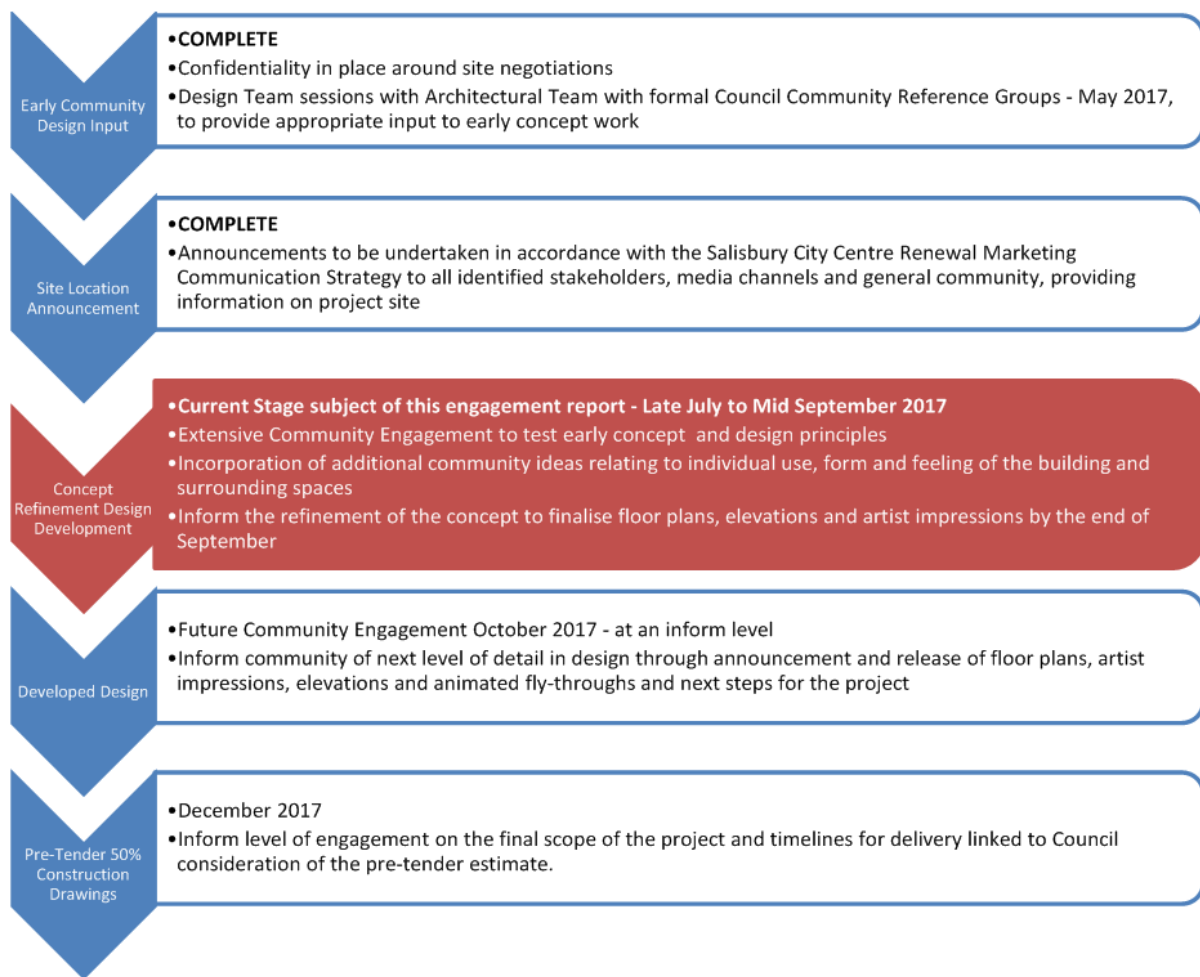 Early Community
Design Input
•COMPLETE
•Confidentiality in place around site negotiations
•Design Team sessions with Architectural Team with formal Council Community Reference Groups - May 2017,
to provide appropriate input to early concept work
Site Location
Announcement
•COMPLETE
•Announcements to be undertaken in accordance with the Salisbury City Centre Renewal Marketing
Communication Strategy to all identified stakeholders, media channels and general community, providing
information on project site
Concept
Refinement Design
Development
•Current Stage subject of this engagement report - Late July to Mid September 2017
•Extensive Community Engagement to test early concept and design principles
•Incorporation of additional community ideas relating to individual use, form and feeling of the building and
surrounding spaces
•Inform the refinement of the concept to finalise floor plans, elevations and artist impressions by the end of
September
Developed Design
•Future Community Engagement October 2017 - at an inform level
•Inform community of next level of detail in design through announcement and release of floor plans, artist
impressions, elevations and animated fly-throughs and next steps for the project
Pre-Tender 50%
Construction
Drawings
•December 2017
•Inform level of engagement on the final scope of the project and timelines for delivery linked to Council
consideration of the pre-tender estimate.